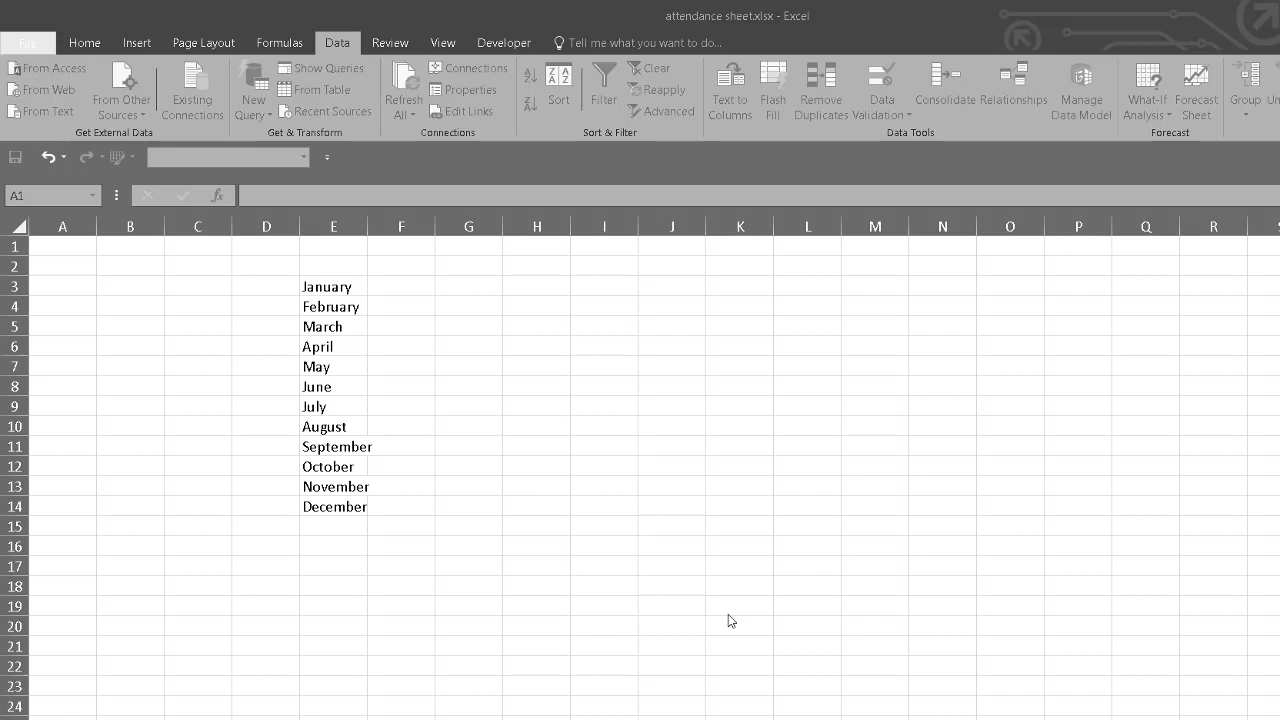 attendance sheet.xlsx - Excel
File Home Insert Page Layout Formulas Data Review View Developer Tell me what you want to do...
From Access
From Web
From Text
From Other Sources
Existing Connections
Get External Data
New Query
Show Queries
From Table
Recent Sources
Get & Transform
Refresh All
Connections
Properties
Edit Links
Connections
Sort
Filter
Clear
Reapply
Advanced
Sort & Filter
Text to Columns
Flash Fill
Remove Duplicates
Data Validation
Consolidate
Relationships
Manage Data Model
Data Tools
What-If Analysis
Forecast Sheet
Forecast
Group
A1
fx
A B C D E F G H I J K L M N O P Q R
1
2
3 January
4 February
5 March
6 April
7 May
8 June
9 July
10 August
11 September
12 October
13 November
14 December
15
16
17
18
19
20
21
22
23
24